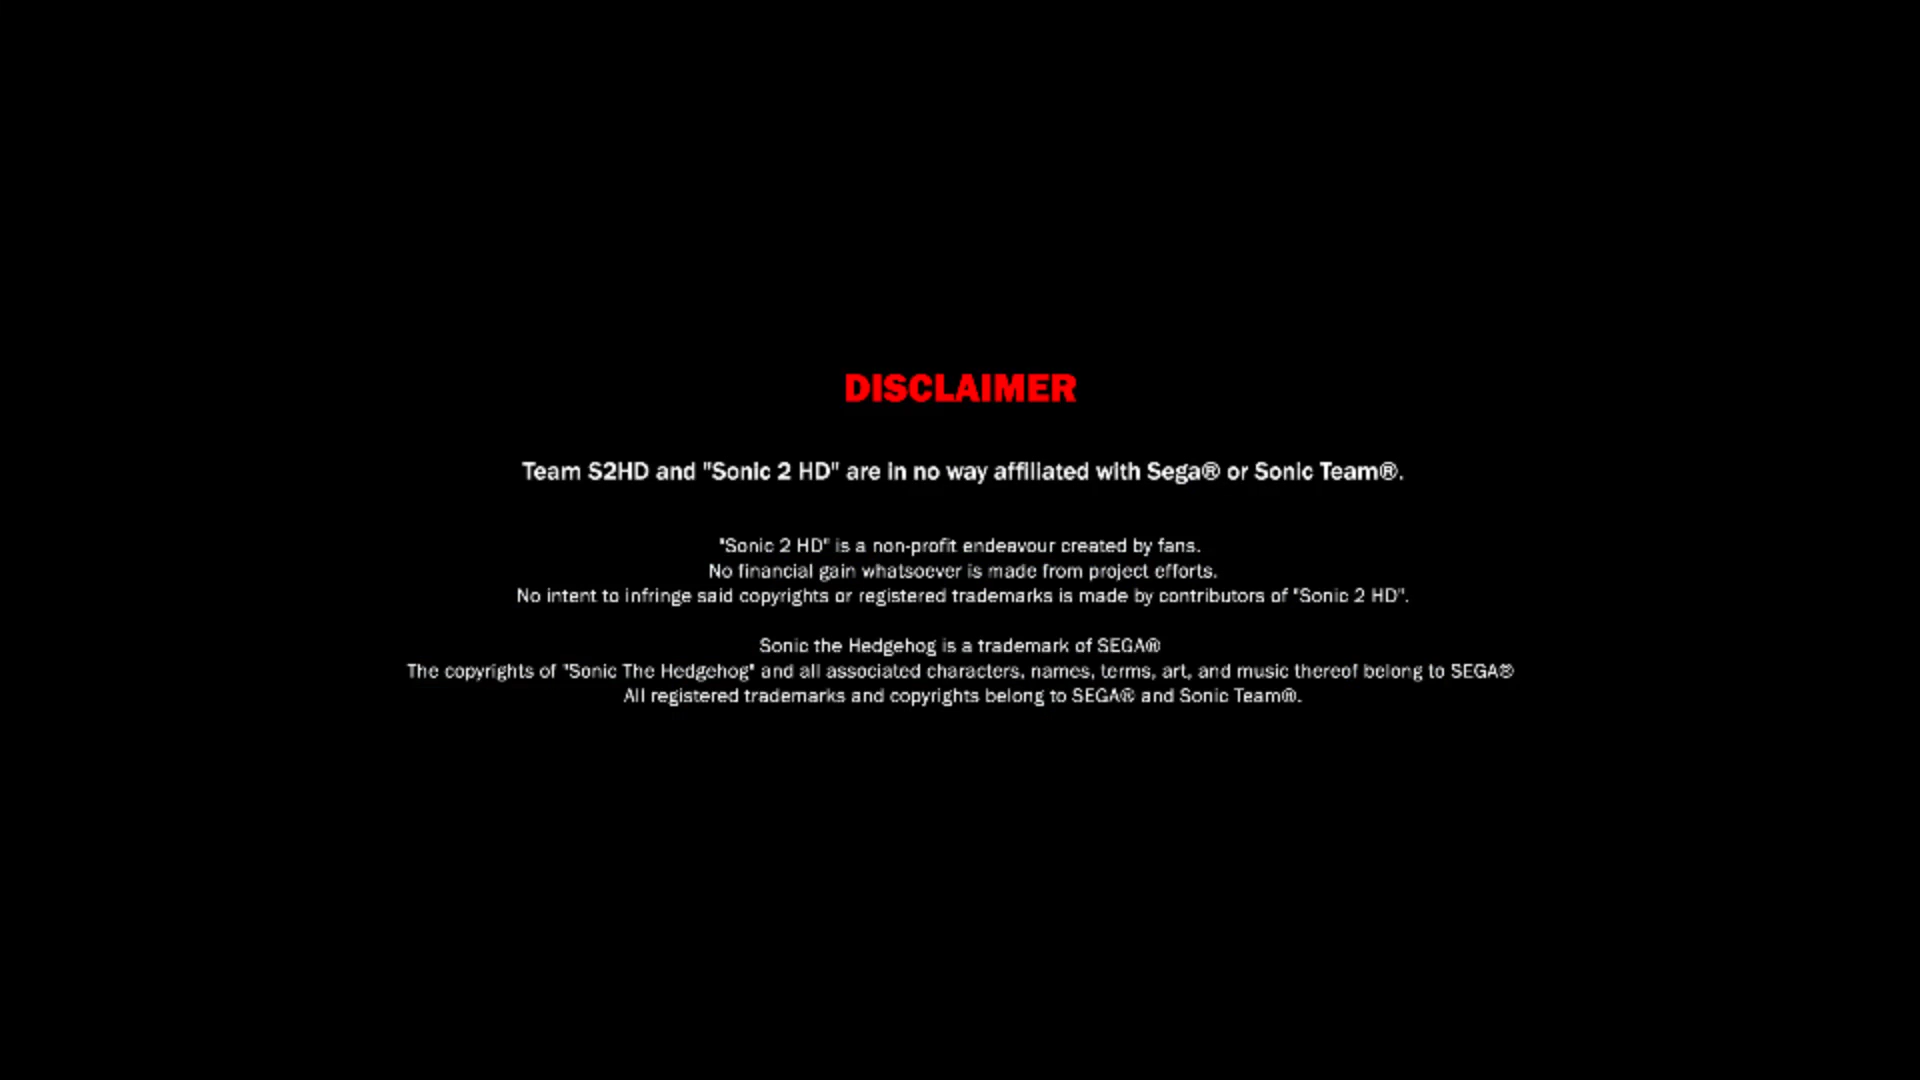 DISCLAIMER
Team S2HD and "Sonic 2 HD" are in no way affiliated with Sega® or Sonic Team®.
"Sonic 2 HD" is a non-profit endeavour created by fans.
No financial gain whatsoever is made from project efforts.
No intent to infringe said copyrights or registered trademarks is made by contributors of "Sonic 2 HD".
Sonic the Hedgehog is a trademark of SEGA®
The copyrights of "Sonic The Hedgehog" and all associated characters, names, terms, art, and music thereof belong to SEGA®
All registered trademarks and copyrights belong to SEGA® and Sonic Team®.